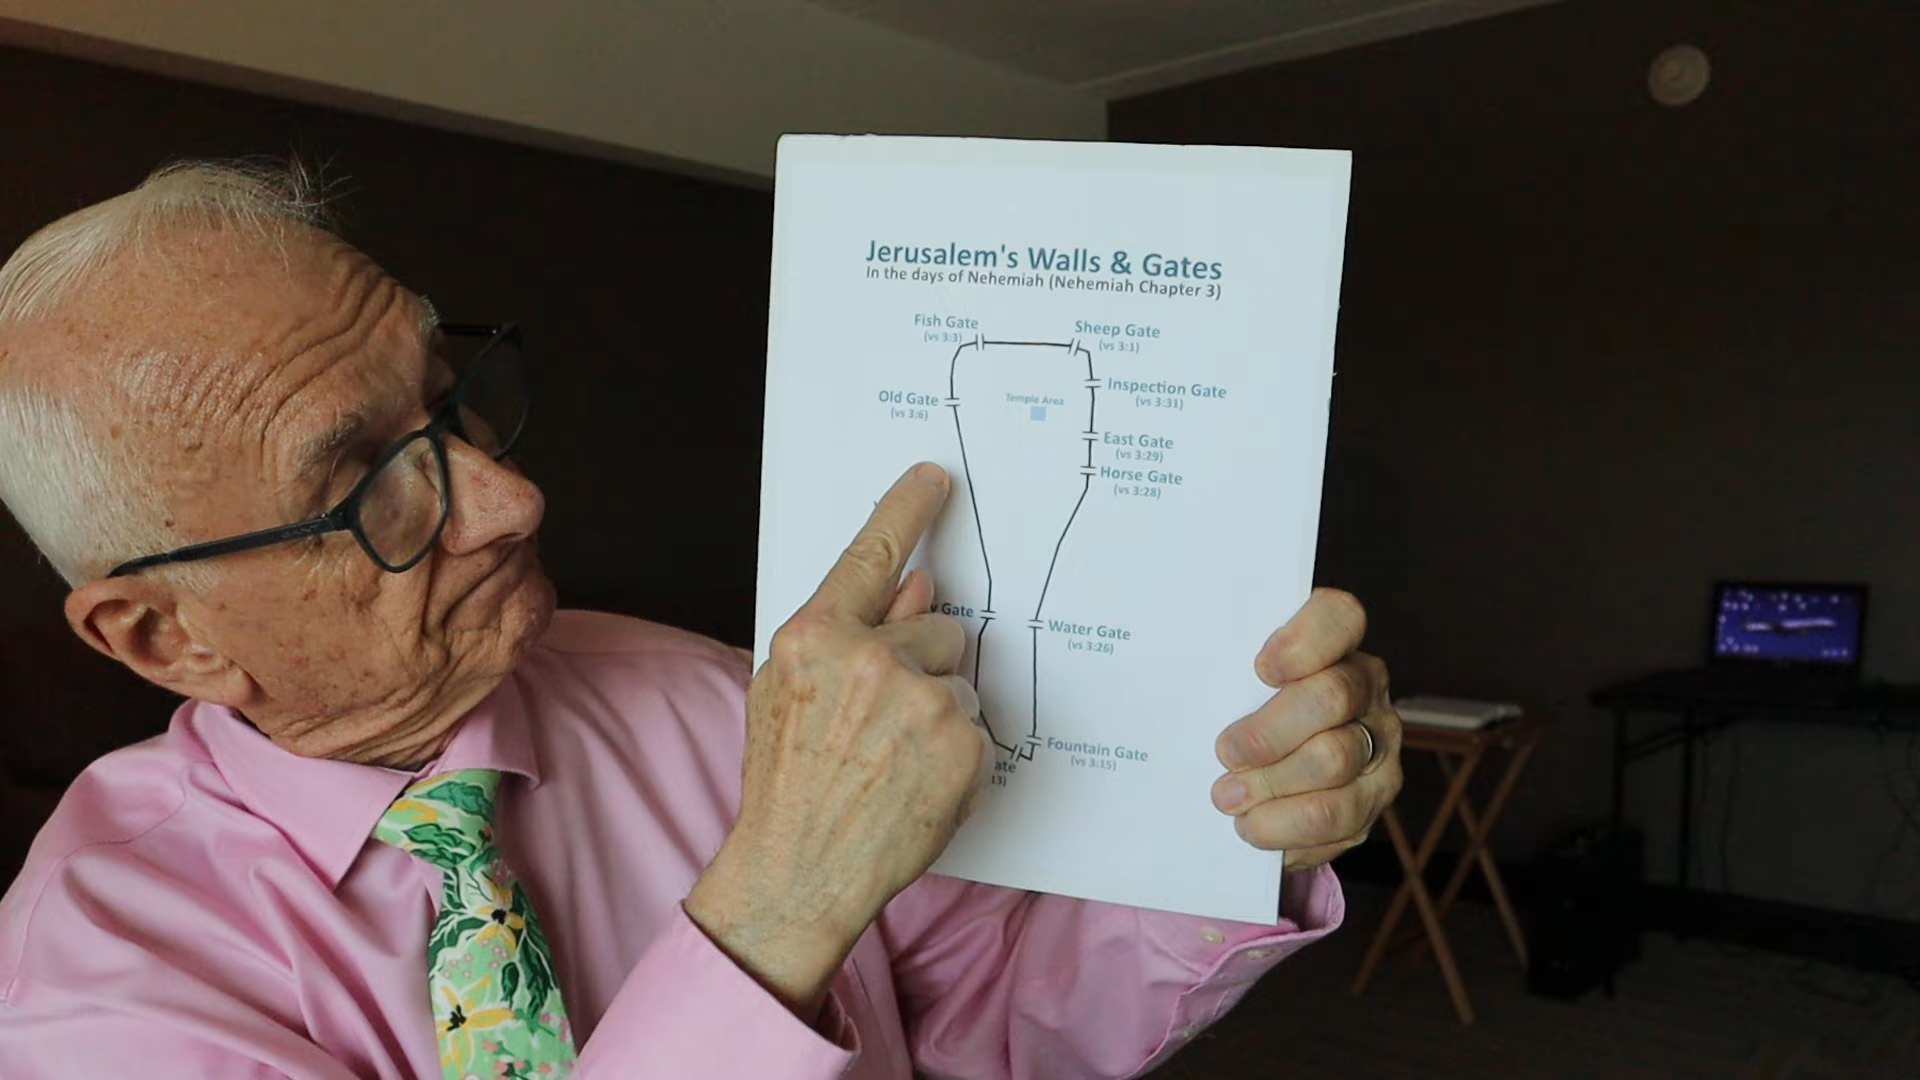 Jerusalem's Walls & Gates
In the days of Nehemiah (Nehemiah Chapter 3)
Fish Gate
(vs 3:3)
Sheep Gate
(vs 3:1)
Inspection Gate
(vs 3:31)
Old Gate
(vs 3:6)
Temple Area
East Gate
(vs 3:29)
Horse Gate
(vs 3:28)
y Gate
Water Gate
(vs 3:26)
Fountain Gate
(vs 3:15)
ate
13)